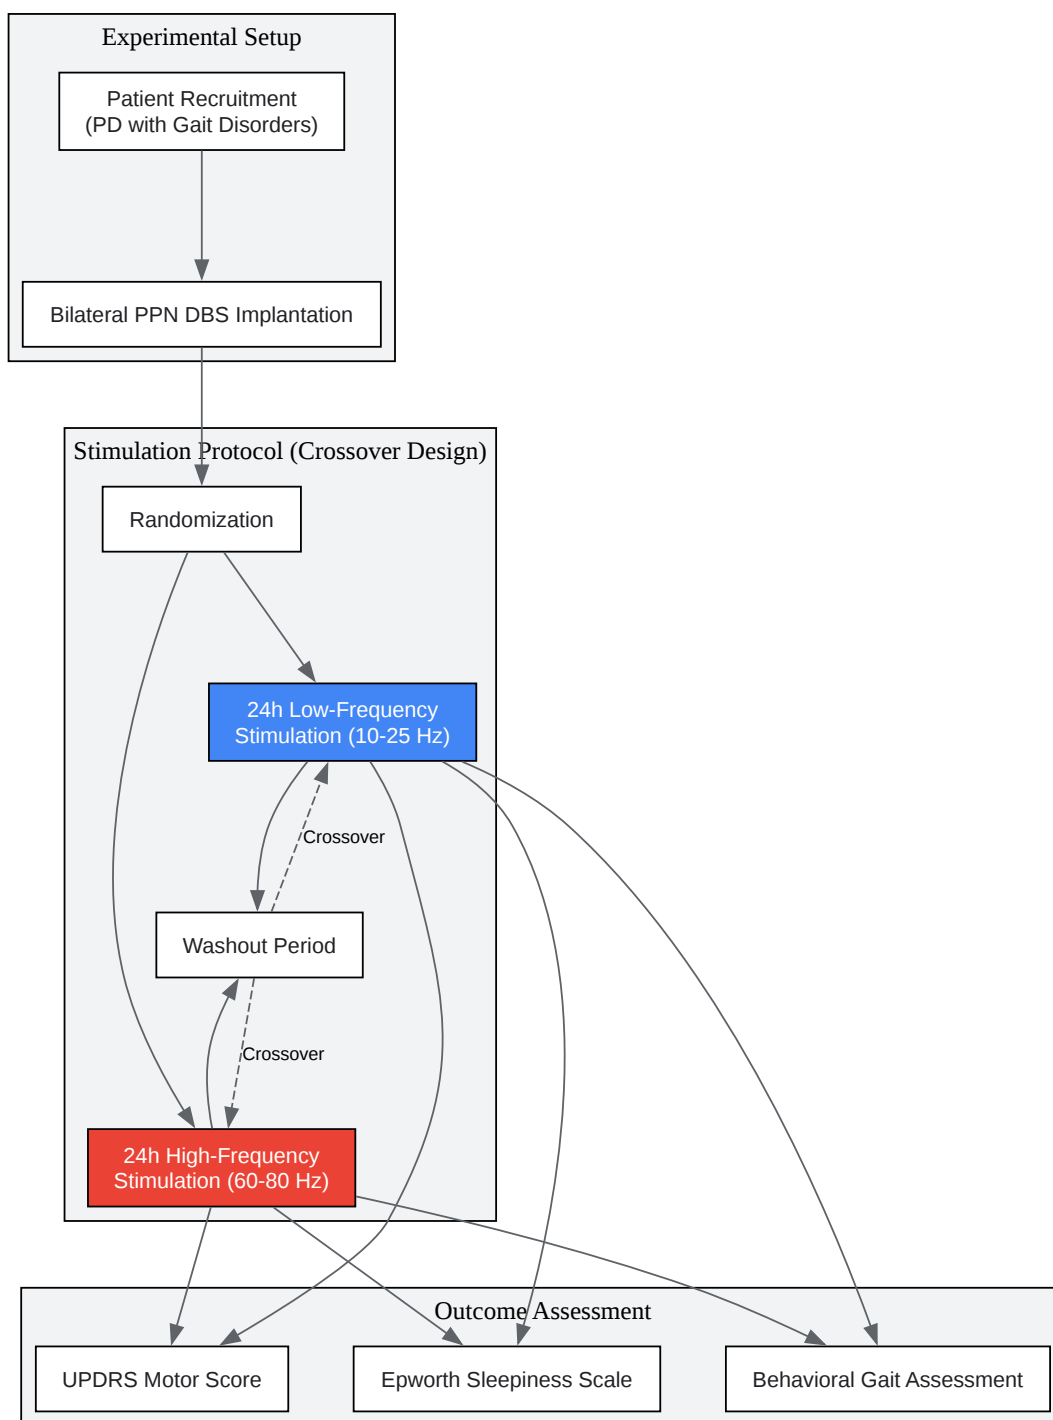 Experimental Setup
Patient Recruitment
(PD with Gait Disorders)
Bilateral PPN DBS Implantation
Stimulation Protocol (Crossover Design)
Randomization
24h Low-Frequency
Stimulation (10-25 Hz)
Crossover
Washout Period
Crossover
24h High-Frequency
Stimulation (60-80 Hz)
Outcome Assessment
UPDRS Motor Score
Epworth Sleepiness Scale
Behavioral Gait Assessment